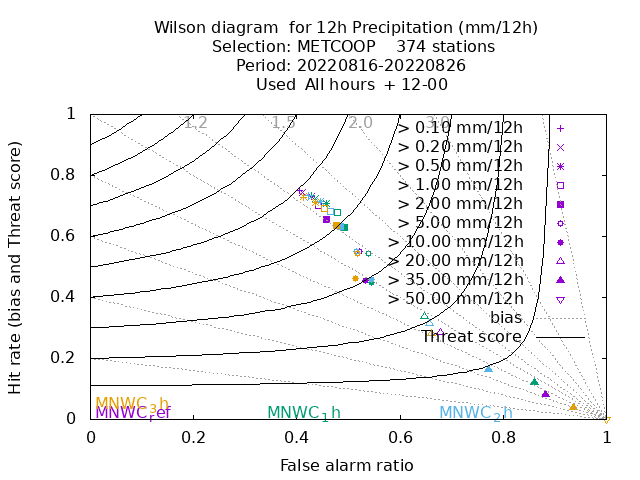 Wilson diagram  for 12h Precipitation (mm/12h)
Selection: METCOOP    374 stations
Period: 20220816-20220826
Used  All hours  + 12-00
Hit rate (bias and Threat score)
1
0.8
0.6
0.4
0.2
0
1.2 1.5 2.0 3.0
> 0.10 mm/12h
> 0.20 mm/12h
> 0.50 mm/12h
> 1.00 mm/12h
> 2.00 mm/12h
> 5.00 mm/12h
> 10.00 mm/12h
> 20.00 mm/12h
> 35.00 mm/12h
> 50.00 mm/12h
bias
Threat score
MNWC_3h
MNWC_ref MNWC_1h MNWC_2h
0 0.2 0.4 0.6 0.8 1
False alarm ratio